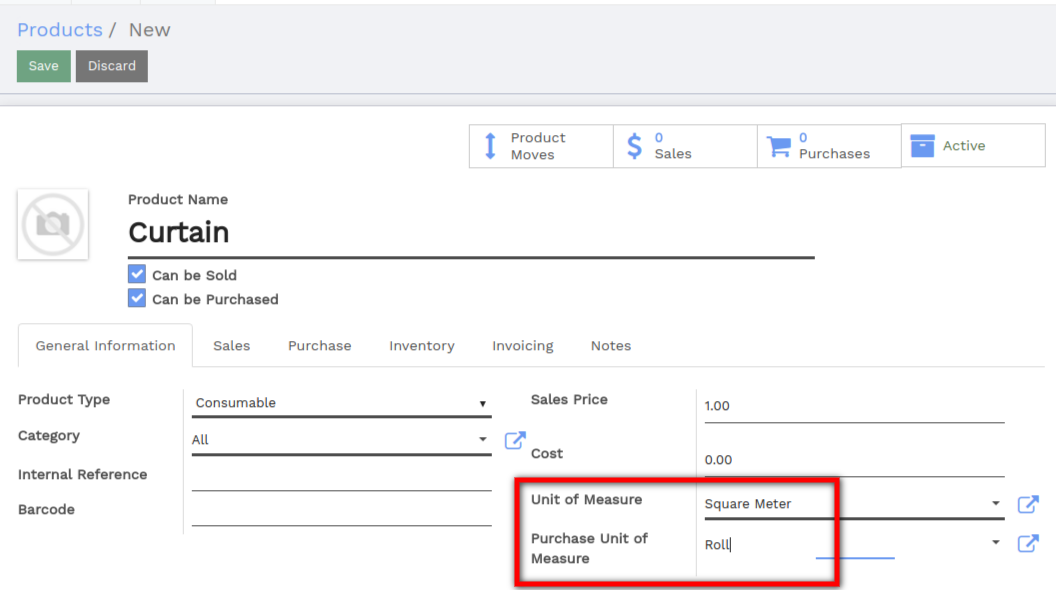 Products / New
Save Discard
Product Moves
0 Sales
0 Purchases
Active
Product Name
Curtain
Can be Sold
Can be Purchased
General Information Sales Purchase Inventory Invoicing Notes
Product Type Consumable
Category All
Internal Reference
Barcode
Sales Price 1.00
Cost 0.00
Unit of Measure Square Meter
Purchase Unit of Measure Roll